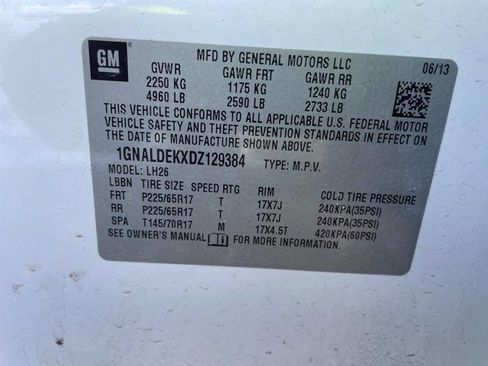 GM
MFD BY GENERAL MOTORS LLC 06/13
GVWR GAWR FRT GAWR RR
2250 KG 1175 KG 1240 KG
4960 LB 2590 LB 2733 LB
THIS VEHICLE CONFORMS TO ALL APPLICABLE U.S. FEDERAL MOTOR
VEHICLE SAFETY AND THEFT PREVENTION STANDARDS IN EFFECT ON
THE DATE OF MANUFACTURE SHOWN ABOVE.
1GNALDEKXDZ129384 TYPE: M.P.V.
MODEL: LH26
LBBN TIRE SIZE SPEED RTG RIM COLD TIRE PRESSURE
FRT P225/65R17 T 17X7J 240KPA(35PSI)
RR P225/65R17 T 17X7J 240KPA(35PSI)
SPA T145/70R17 M 17X4.5T 420KPA(60PSI)
SEE OWNER'S MANUAL FOR MORE INFORMATION.